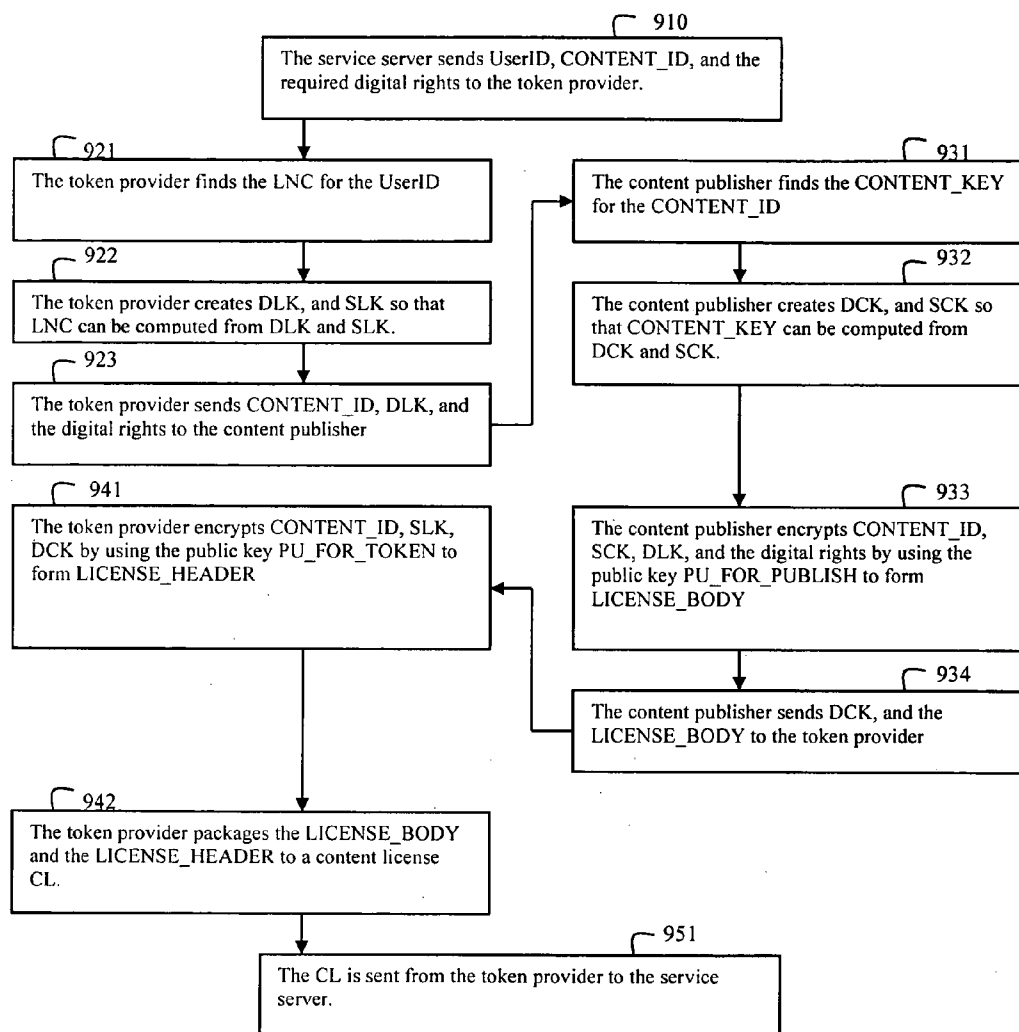 910
The service server sends UserID, CONTENT_ID, and the
required digital rights to the token provider.
921
The token provider finds the LNC for the UserID
922
The token provider creates DLK, and SLK so that
LNC can be computed from DLK and SLK.
923
The token provider sends CONTENT_ID, DLK, and
the digital rights to the content publisher
931
The content publisher finds the CONTENT_KEY
for the CONTENT_ID
932
The content publisher creates DCK, and SCK so
that CONTENT_KEY can be computed from
DCK and SCK.
933
The content publisher encrypts CONTENT_ID,
SCK, DLK, and the digital rights by using the
public key PU_FOR_PUBLISH to form
LICENSE_BODY
934
The content publisher sends DCK, and the
LICENSE_BODY to the token provider
941
The token provider encrypts CONTENT_ID, SLK,
DCK by using the public key PU_FOR_TOKEN to
form LICENSE_HEADER
942
The token provider packages the LICENSE_BODY
and the LICENSE_HEADER to a content license
CL.
951
The CL is sent from the token provider to the service
server.